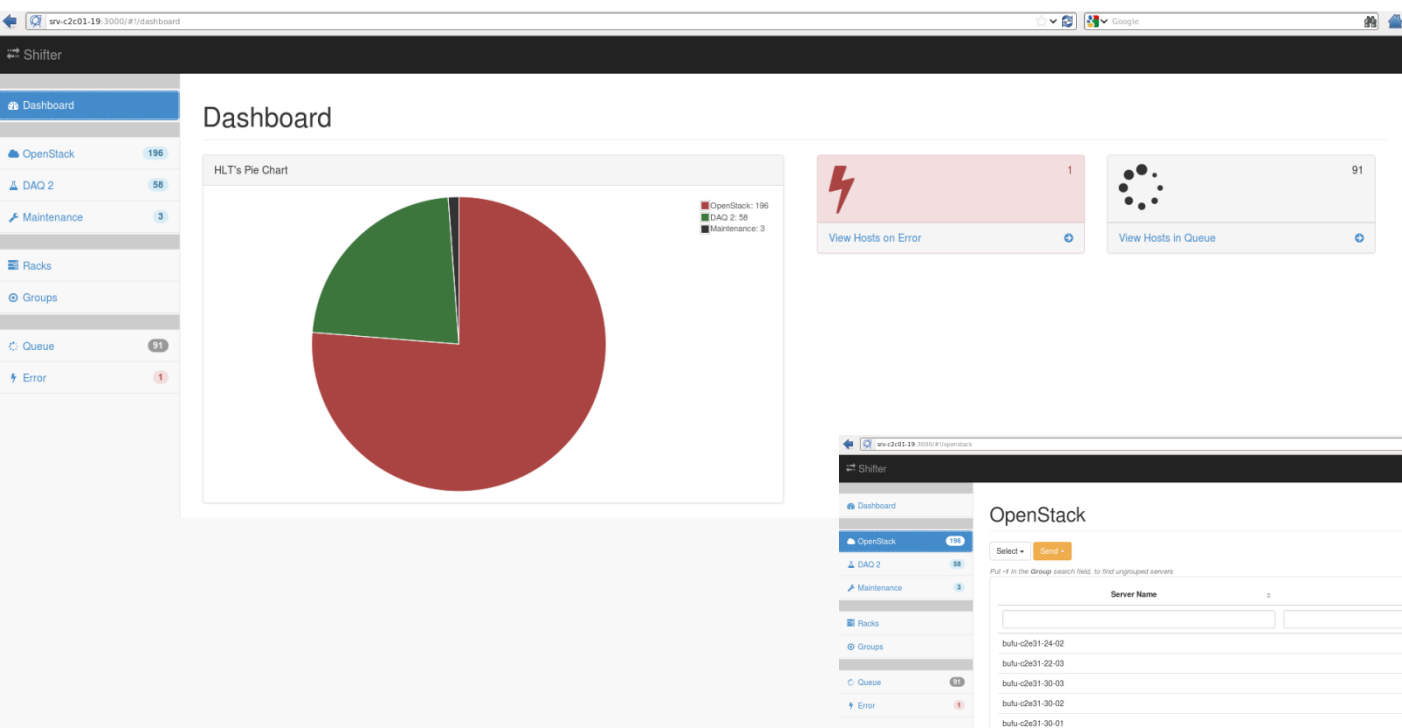 srv-c2c01-19:3000/#!/dashboard
Google
Shifter
Dashboard
OpenStack 196
DAQ 2 58
Maintenance 3
Racks
Groups
Queue 91
Error 1
Dashboard
HLT's Pie Chart
OpenStack: 196
DAQ 2: 58
Maintenance: 3
1
View Hosts on Error
91
View Hosts in Queue
srv-c2c01-19:3000/#!/openstack
Shifter
Dashboard
OpenStack 196
DAQ 2 58
Maintenance 3
Racks
Groups
Queue 91
Error 1
OpenStack
Select
Send
Put -1 in the Group search field, to find ungrouped servers
Server Name
bufu-c2e31-24-02
bufu-c2e31-22-03
bufu-c2e31-30-03
bufu-c2e31-30-02
bufu-c2e31-30-01